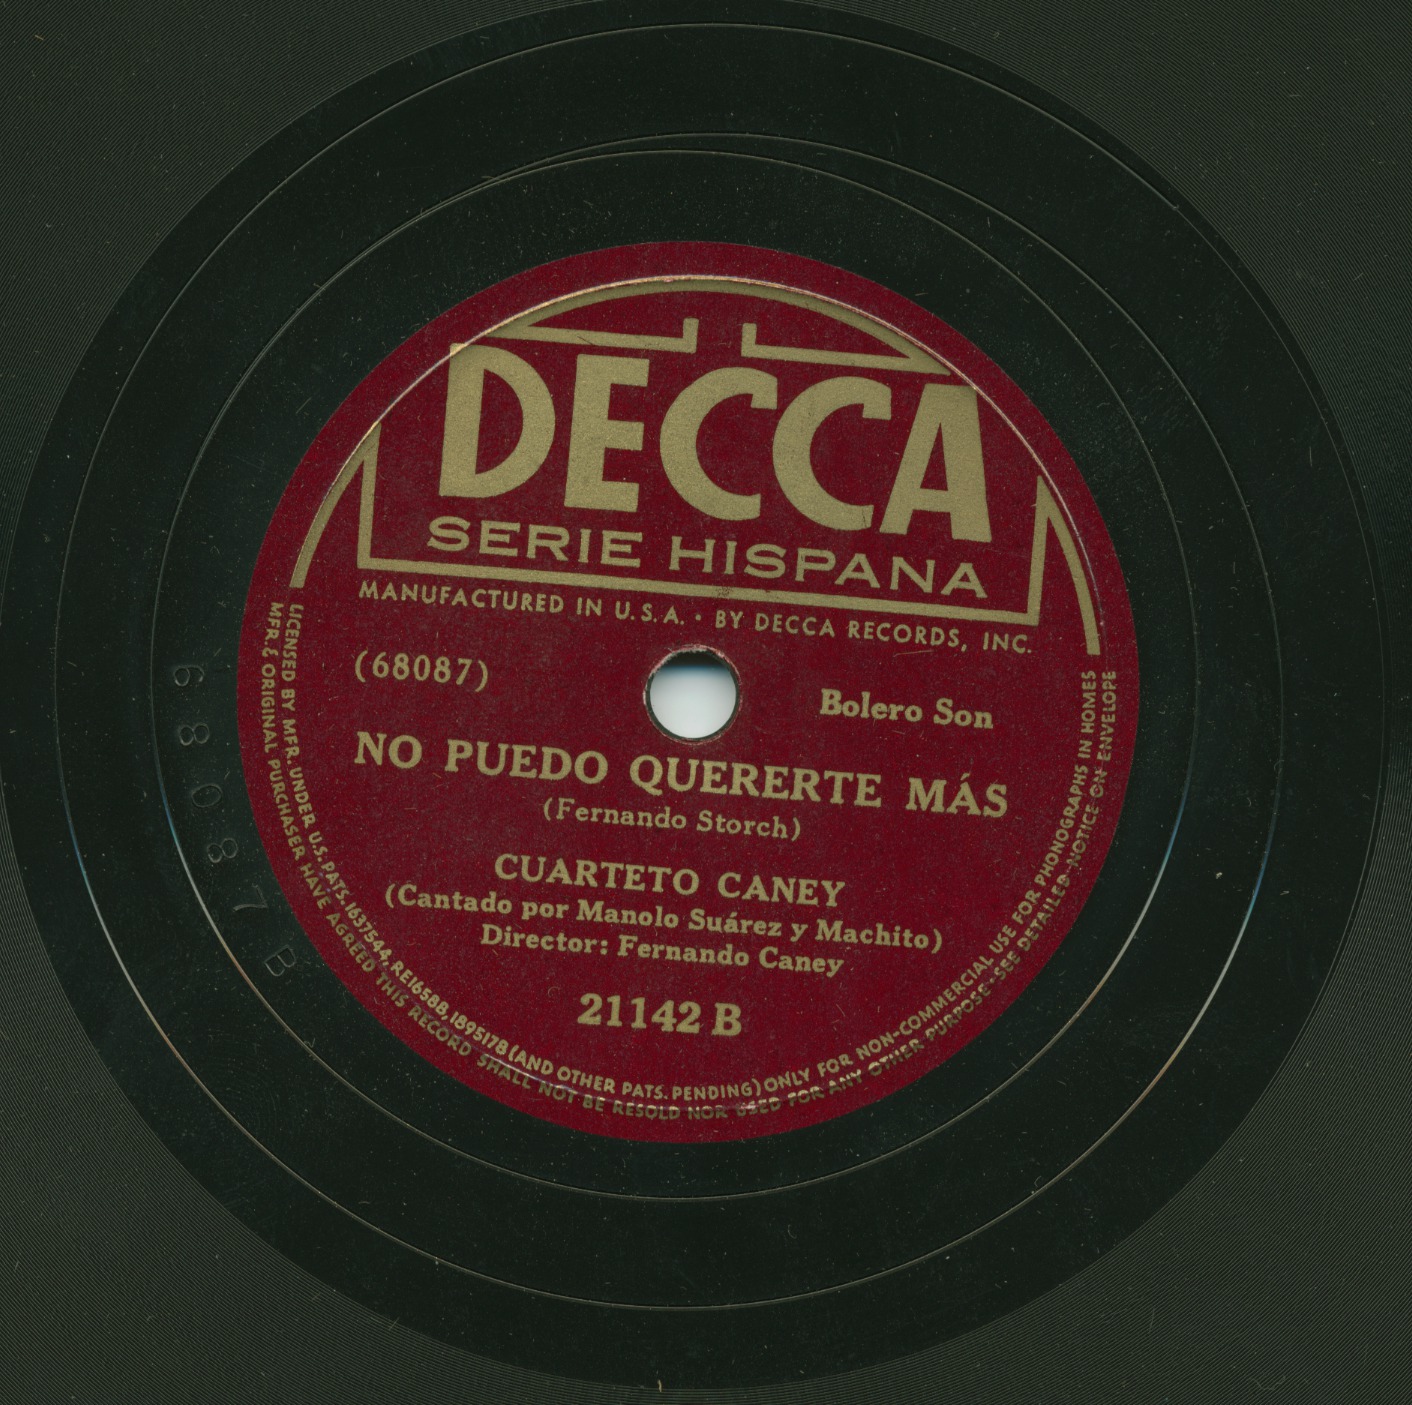 DECCA
SERIE HISPANA
MANUFACTURED IN U.S.A. • BY DECCA RECORDS, INC.
(68087)
Bolero Son
NO PUEDO QUERERTE MÁS
(Fernando Storch)
CUARTETO CANEY
(Cantado por Manolo Suárez y Machito)
Director: Fernando Caney
21142 B
LICENSED BY MFR. UNDER U.S. PATS. 1637544, RE16588, 1895178 (AND OTHER PATS. PENDING) ONLY FOR NON-COMMERCIAL USE FOR PHONOGRAPHS IN HOMES
MFR. & ORIGINAL PURCHASER HAVE AGREED THIS RECORD SHALL NOT BE RESOLD NOR USED FOR ANY OTHER PURPOSE • SEE DETAILED NOTICE ON ENVELOPE
68087 B